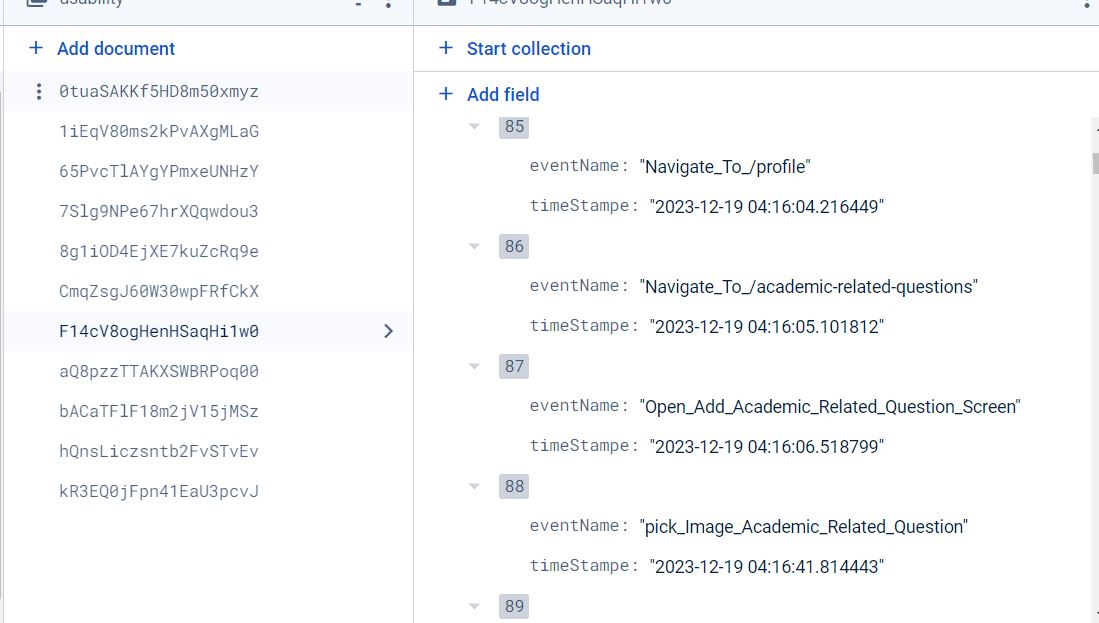 usability
F14cV8ogHenHSaqHi1w0
+ Add document
+ Start collection
0tuaSAKKf5HD8m50xmyz
1iEqV80ms2kPvAXgMLaG
65PvcTlAYgYPmxeUNHzY
7Slg9NPe67hrXQqwdou3
8g1iOD4EjXE7kuZcRq9e
CmqZsgJ60W30wpFRfCkX
F14cV8ogHenHSaqHi1w0
aQ8pzzTTAKXSWBRPoq00
bACaTFlF18m2jV15jMSz
hQnsLiczsntb2FvSTvEv
kR3EQ0jFpn41EaU3pcvJ
+ Add field
85
eventName: "Navigate_To_/profile"
timeStampe: "2023-12-19 04:16:04.216449"
86
eventName: "Navigate_To_/academic-related-questions"
timeStampe: "2023-12-19 04:16:05.101812"
87
eventName: "Open_Add_Academic_Related_Question_Screen"
timeStampe: "2023-12-19 04:16:06.518799"
88
eventName: "pick_Image_Academic_Related_Question"
timeStampe: "2023-12-19 04:16:41.814443"
89